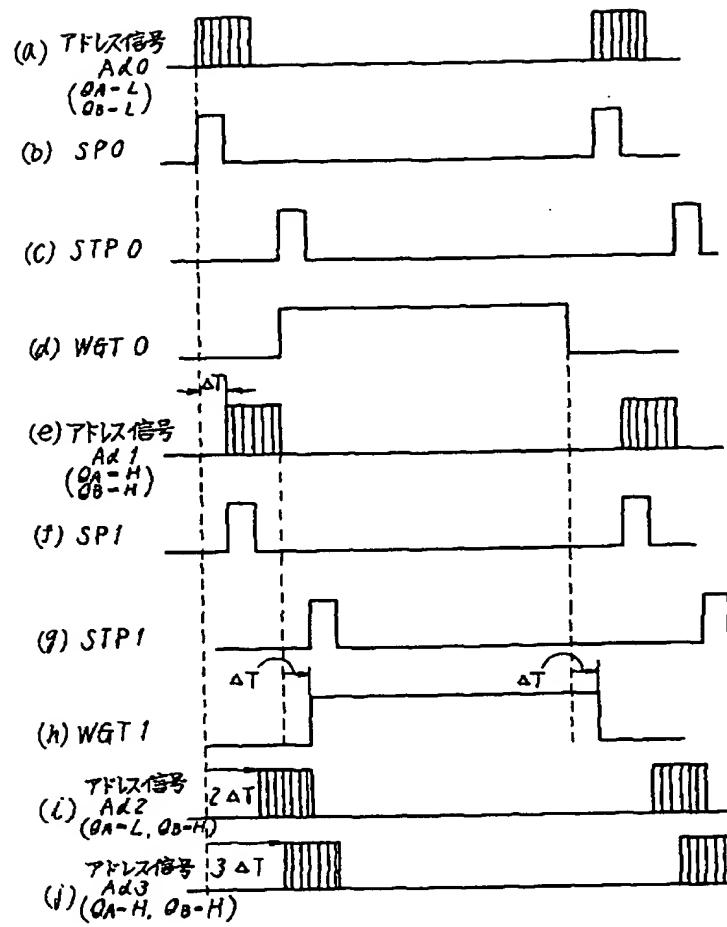 (a) アドレス信号
Ad0
(QA-L
QB-L)
(b) SP0
(c) STP0
(d) WGT0
ΔT
(e) アドレス信号
Ad1
(QA-H
QB-H)
(f) SP1
(g) STP1
ΔT ΔT
(h) WGT1
アドレス信号
(i) Ad2 2ΔT
(QA-L, QB-H)
アドレス信号 3ΔT
Ad3
(j) (QA-H, QB-H)